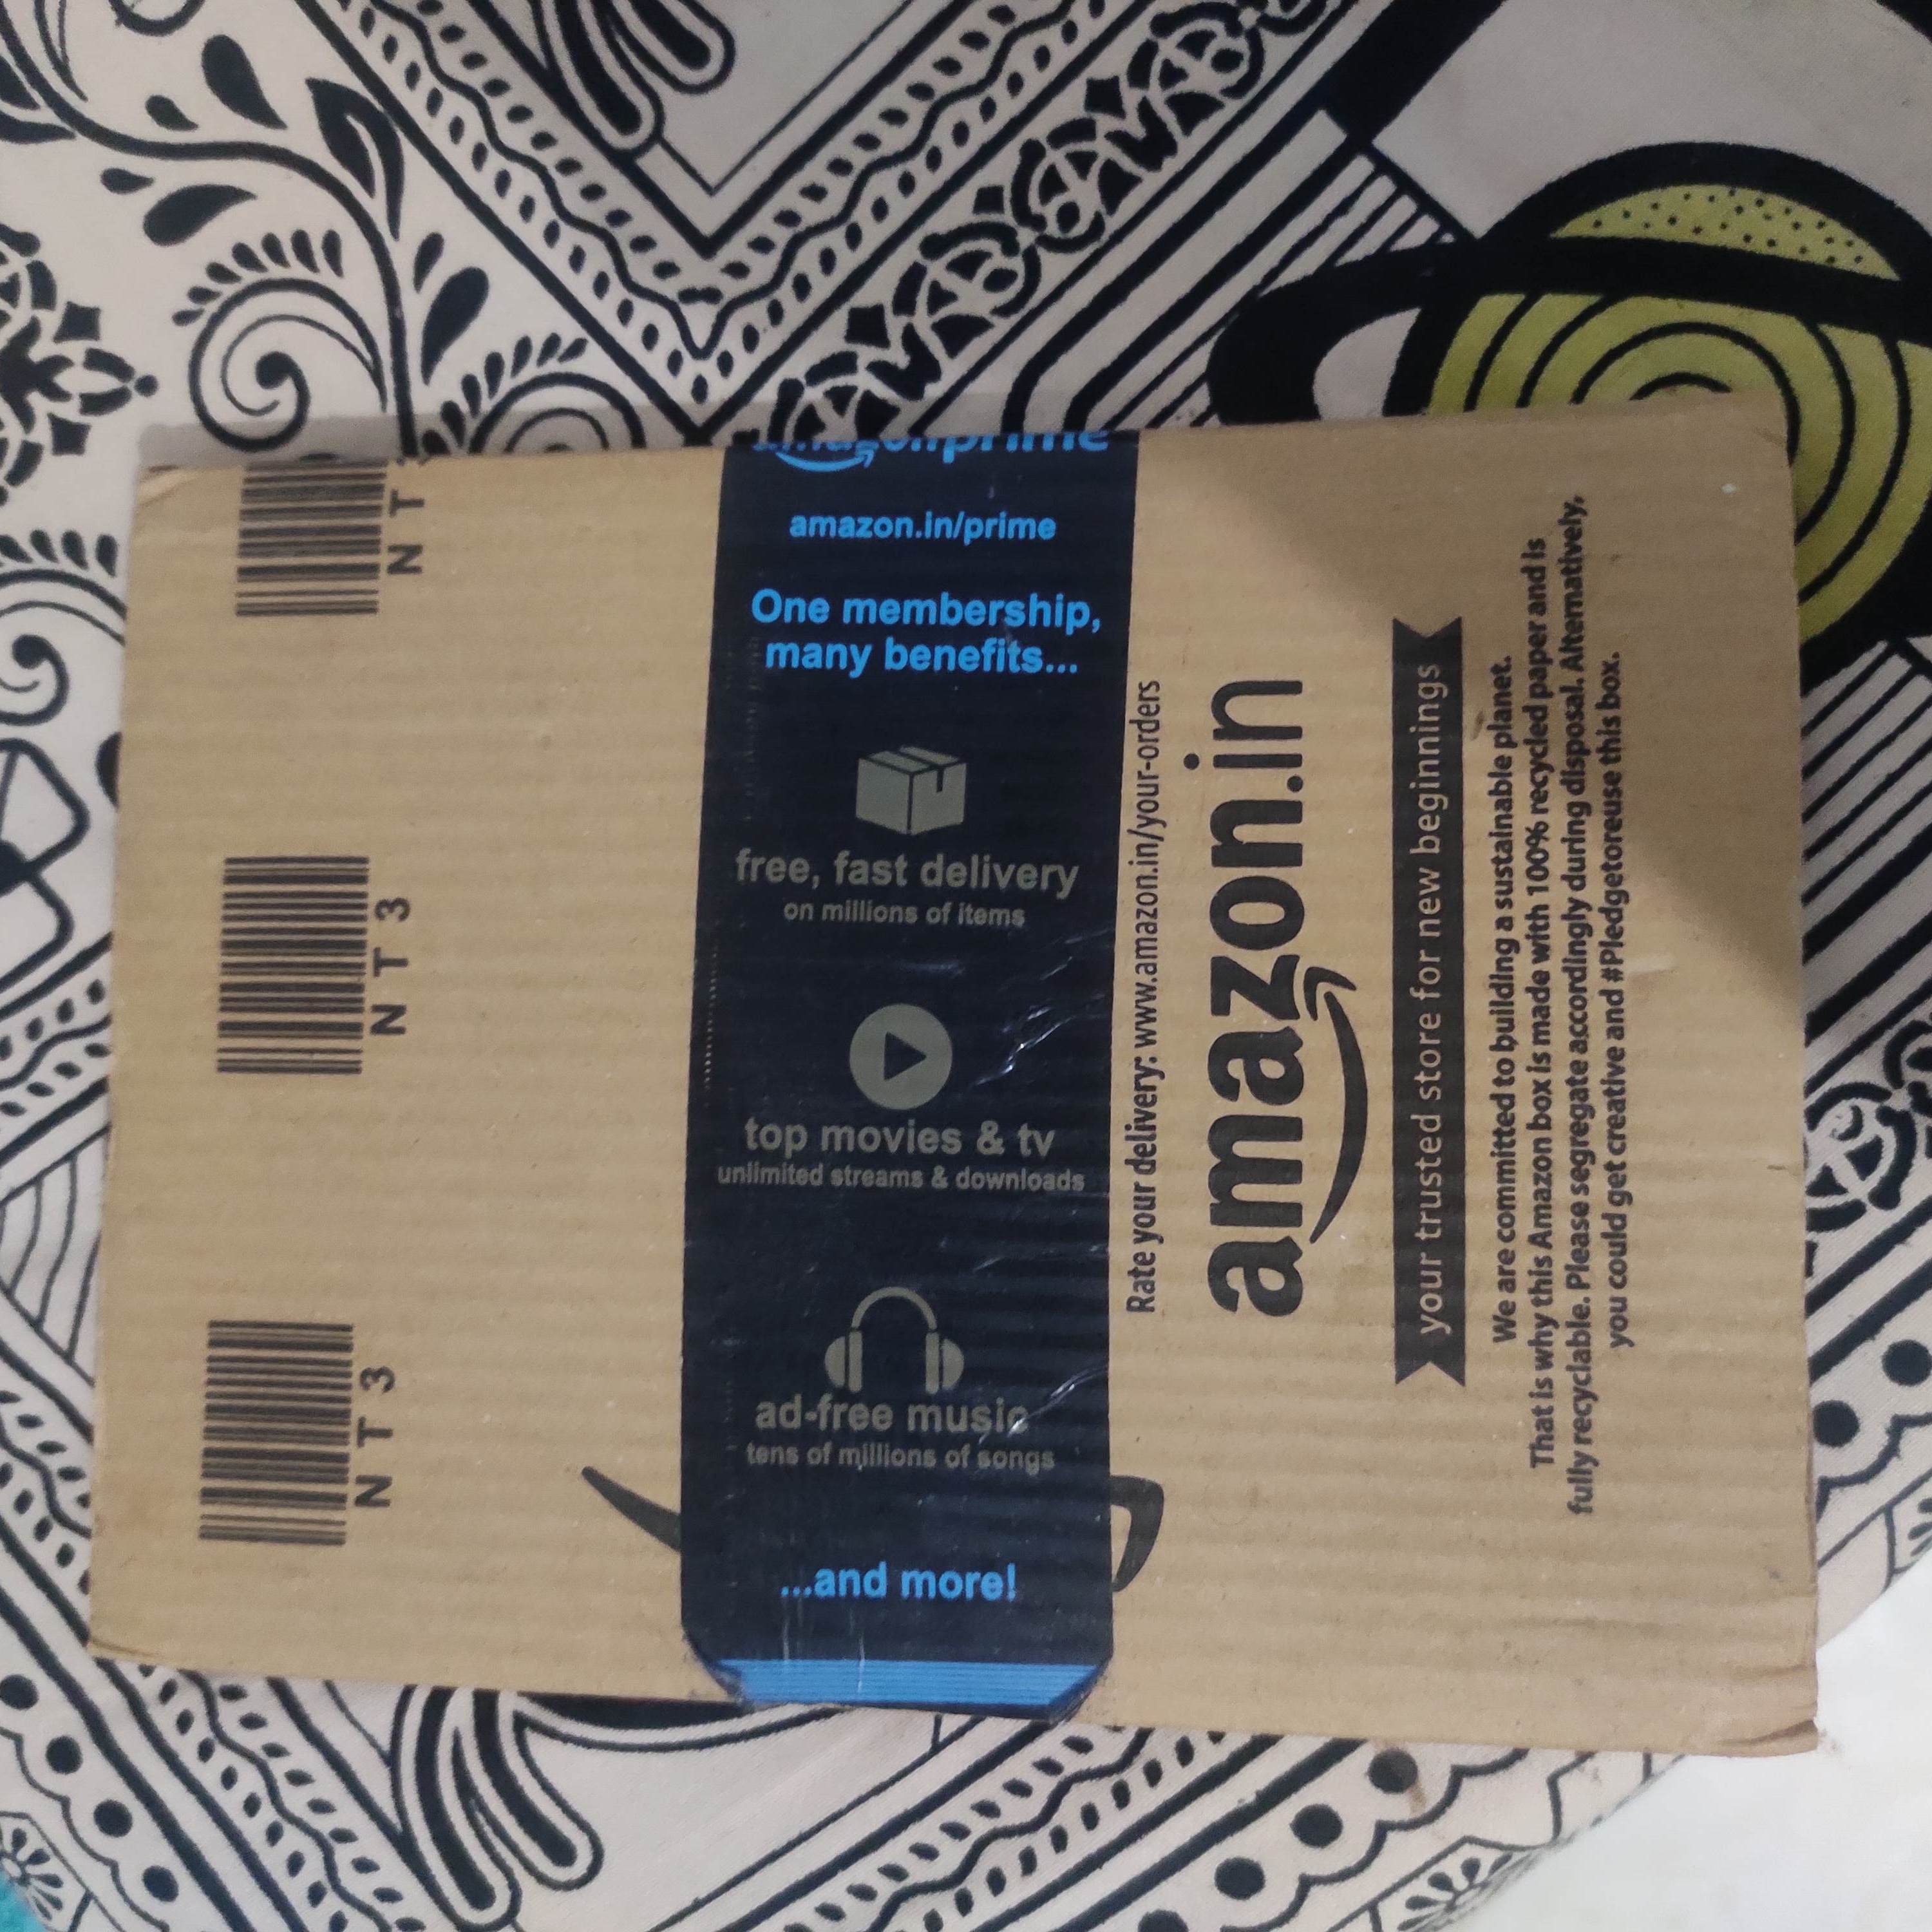 NT3
NT3
NT
amazon.in/prime
One membership,
many benefits...
free, fast delivery
on millions of items
top movies & tv
unlimited streams & downloads
ad-free music
tens of millions of songs
...and more!
Rate your delivery: www.amazon.in/your-orders
amazon.in
your trusted store for new beginnings
We are committed to building a sustainable planet.
That is why this Amazon box is made with 100% recycled paper and is
fully recyclable. Please segregate accordingly during disposal. Alternatively,
you could get creative and #Pledgetoreuse this box.